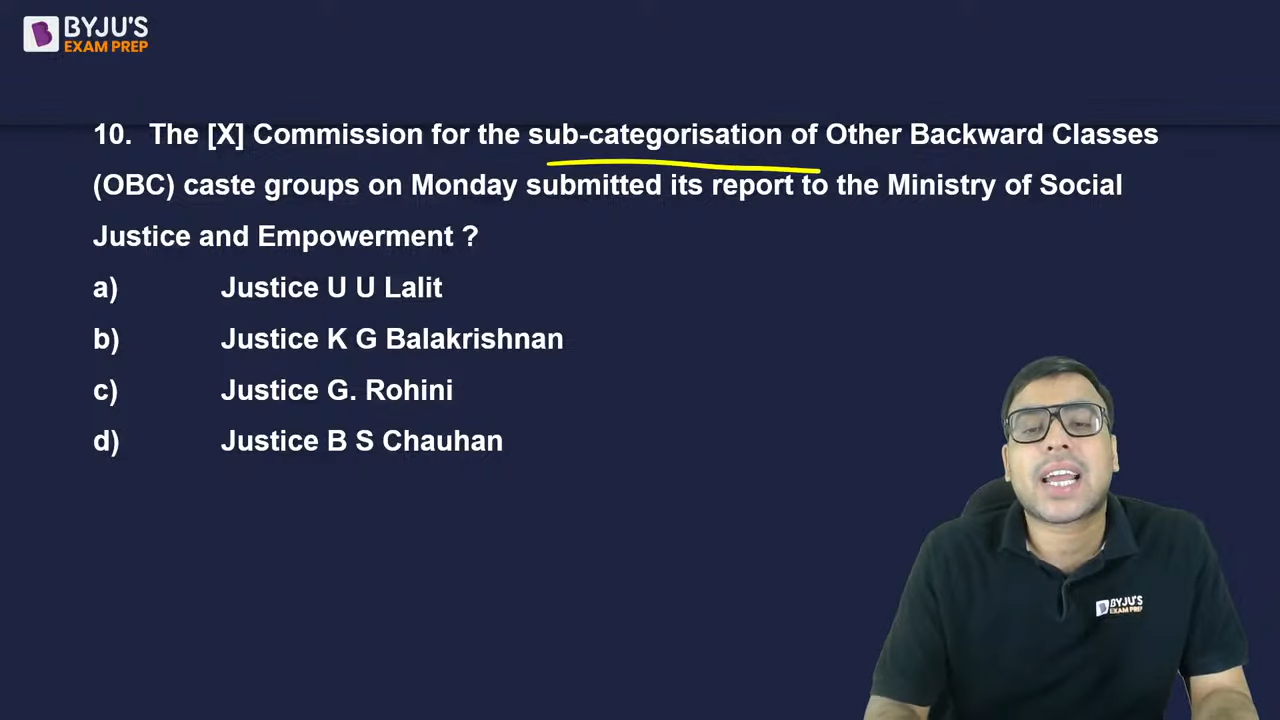 BYJU'S
EXAM PREP
10. The [X] Commission for the sub-categorisation of Other Backward Classes
(OBC) caste groups on Monday submitted its report to the Ministry of Social
Justice and Empowerment ?
a) Justice U U Lalit
b) Justice K G Balakrishnan
c) Justice G. Rohini
d) Justice B S Chauhan
BYJU'S
EXAM PREP